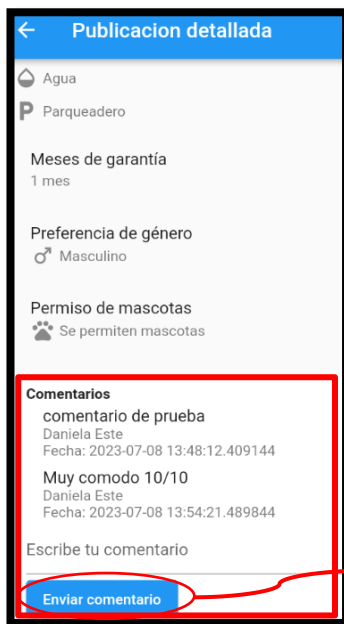 Publicacion detallada
Agua
P Parqueadero
Meses de garantía
1 mes
Preferencia de género
Masculino
Permiso de mascotas
Se permiten mascotas
Comentarios
comentario de prueba
Daniela Este
Fecha: 2023-07-08 13:48:12.409144
Muy comodo 10/10
Daniela Este
Fecha: 2023-07-08 13:54:21.489844
Escribe tu comentario
Enviar comentario